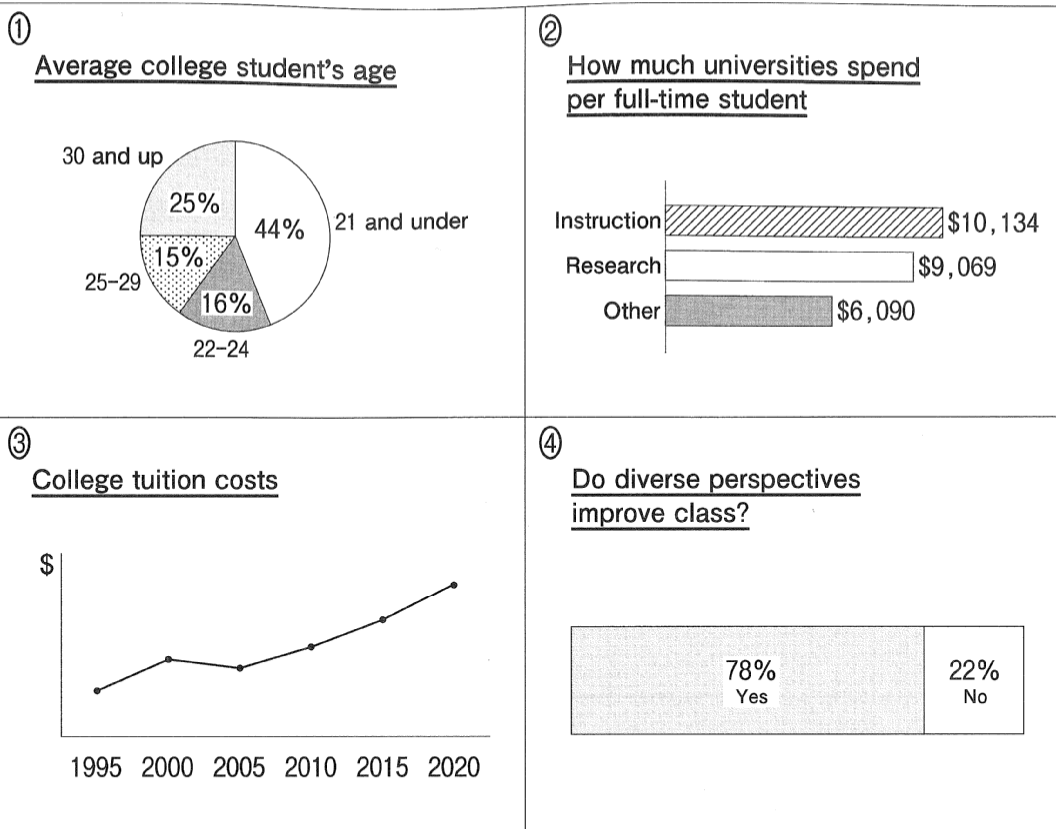 ①
Average college student's age
30 and up
25%
44%
21 and under
15%
25-29
16%
22-24
②
How much universities spend
per full-time student
Instruction $10,134
Research $9,069
Other $6,090
③
College tuition costs
$
1995 2000 2005 2010 2015 2020
④
Do diverse perspectives
improve class?
78%
Yes
22%
No